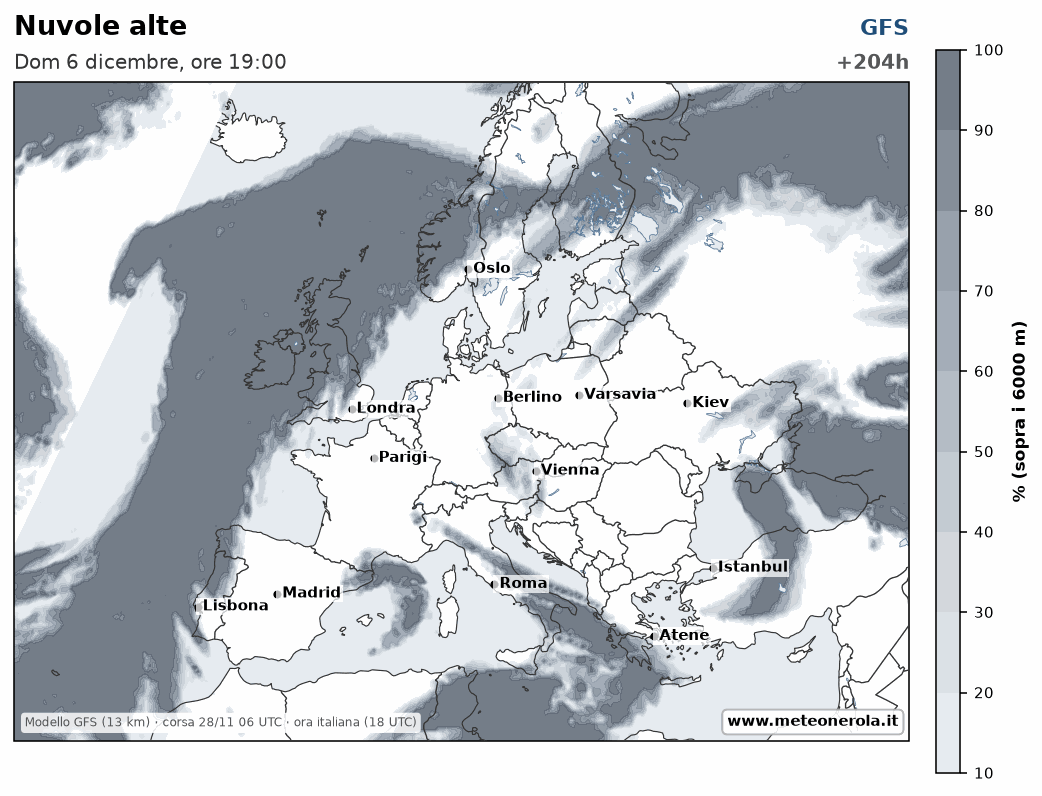 Nuvole alte
GFS
Dom 6 dicembre, ore 19:00
+204h
100
90
80
70
60
50
40
30
20
10
% (sopra i 6000 m)
Oslo
Berlino
Varsavia
Kiev
Londra
Parigi
Vienna
Istanbul
Roma
Madrid
Lisbona
Atene
Modello GFS (13 km) · corsa 28/11 06 UTC · ora italiana (18 UTC)
www.meteonerola.it